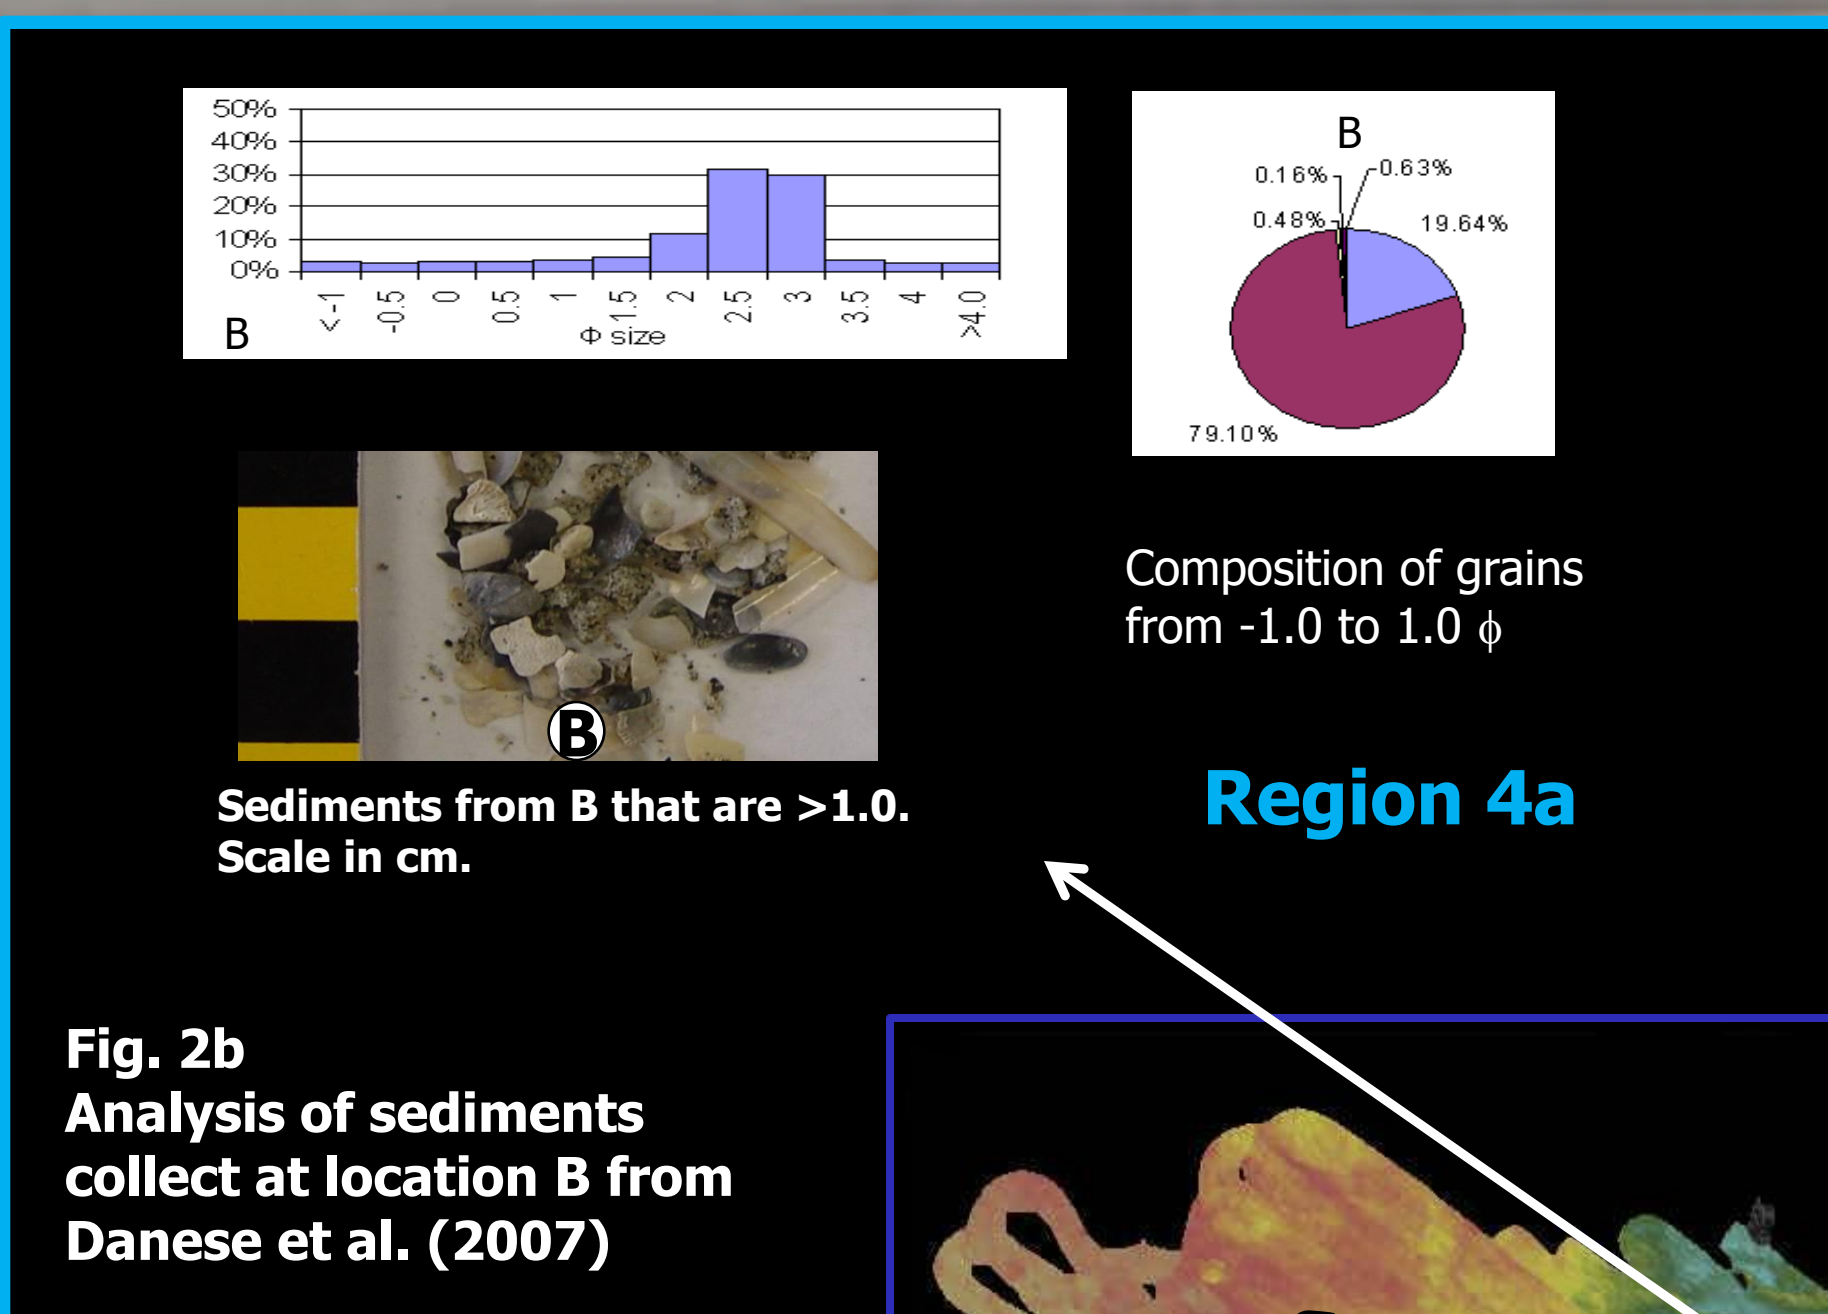 50%
40%
30%
20%
10%
0%
<-1
-0.5
0
0.5
1
1.5
2
2.5
3
3.5
4
>4.0
Φ size
B
B
0.16%
0.63%
0.48%
19.64%
79.10%
B
Sediments from B that are >1.0.
Scale in cm.
Composition of grains
from -1.0 to 1.0 ϕ
Region 4a
Fig. 2b
Analysis of sediments
collect at location B from
Danese et al. (2007)